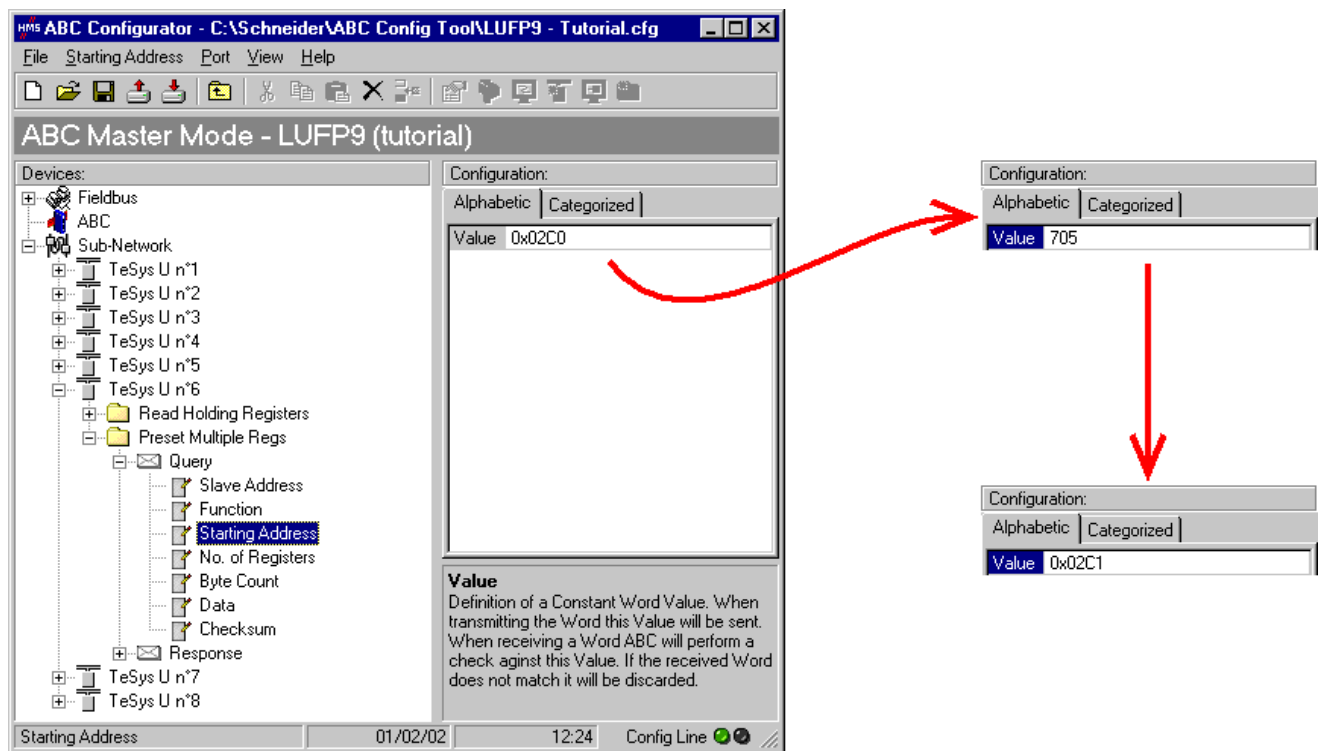 HMS ABC Configurator - C:\Schneider\ABC Config Tool\LUFP9 - Tutorial.cfg
File Starting Address Port View Help
ABC Master Mode - LUFP9 (tutorial)
Devices:
Fieldbus
ABC
Sub-Network
TeSys U n°1
TeSys U n°2
TeSys U n°3
TeSys U n°4
TeSys U n°5
TeSys U n°6
Read Holding Registers
Preset Multiple Regs
Query
Slave Address
Function
Starting Address
No. of Registers
Byte Count
Data
Checksum
Response
TeSys U n°7
TeSys U n°8
Configuration:
Alphabetic Categorized
Value 0x02C0
Value
Definition of a Constant Word Value. When
transmitting the Word this Value will be sent.
When receiving a Word ABC will perform a
check aginst this Value. If the received Word
does not match it will be discarded.
Starting Address 01/02/02 12:24 Config Line
Configuration:
Alphabetic Categorized
Value 705
Configuration:
Alphabetic Categorized
Value 0x02C1